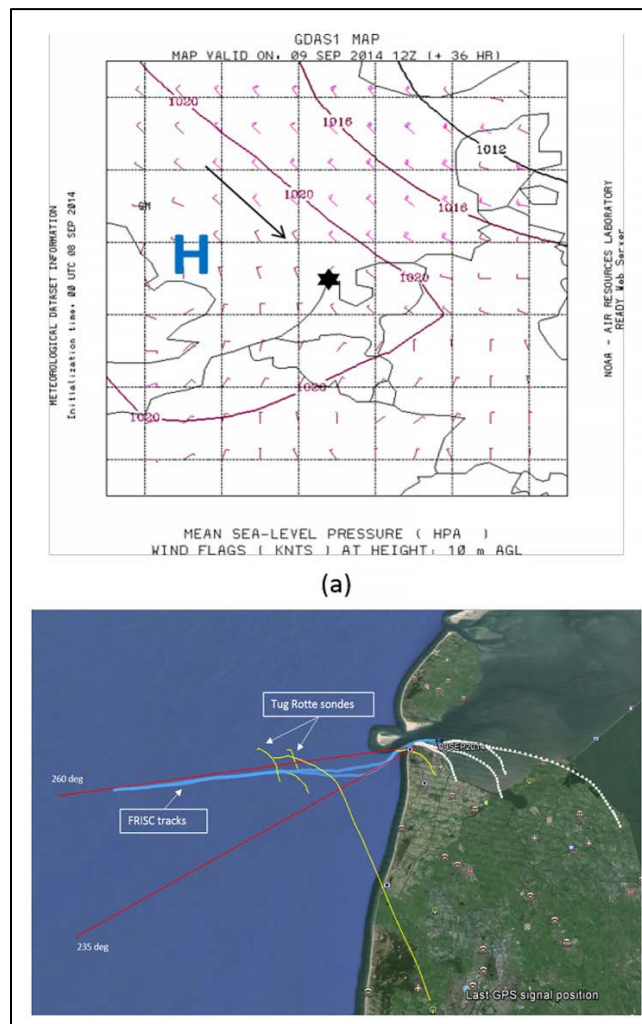 GDAS1 MAP
MAP VALID ON, 09 SEP 2014 12Z (+ 36 HR)
METEOROLOGICAL DATASET INFORMATION
Initialization time, 00 UTC 08 SEP 2014
1020
1016
1012
1020
1016
GM
H
1020
1020
1020
NOAA - AIR RESOURCES LABORATORY
READY Web Server
MEAN SEA-LEVEL PRESSURE ( HPA )
WIND FLAGS ( KNTS ) AT HEIGHT: 10 m AGL
(a)
Tug Rotte sondes
09SEP2014
260 deg
FRISC tracks
235 deg
Last GPS signal position